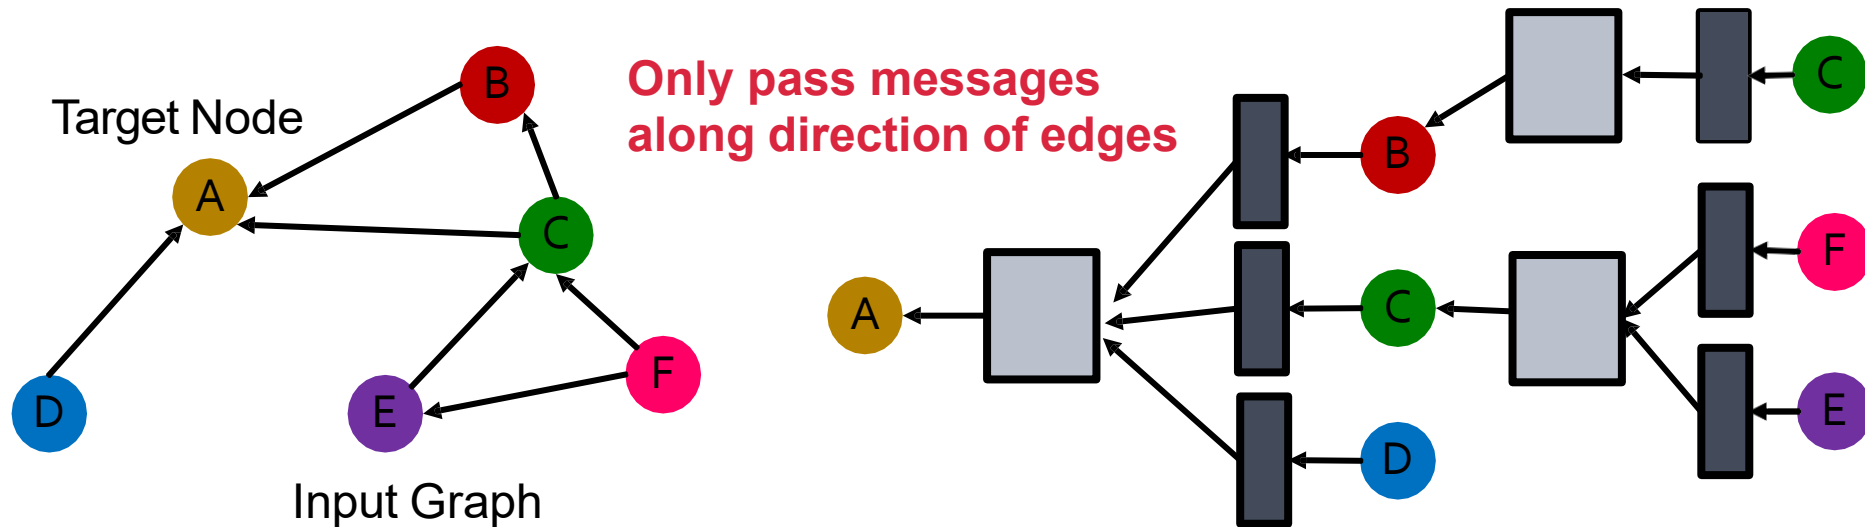 B
Target Node
A
C
D
E
F
Input Graph
Only pass messages
along direction of edges
C
B
F
A
C
E
D